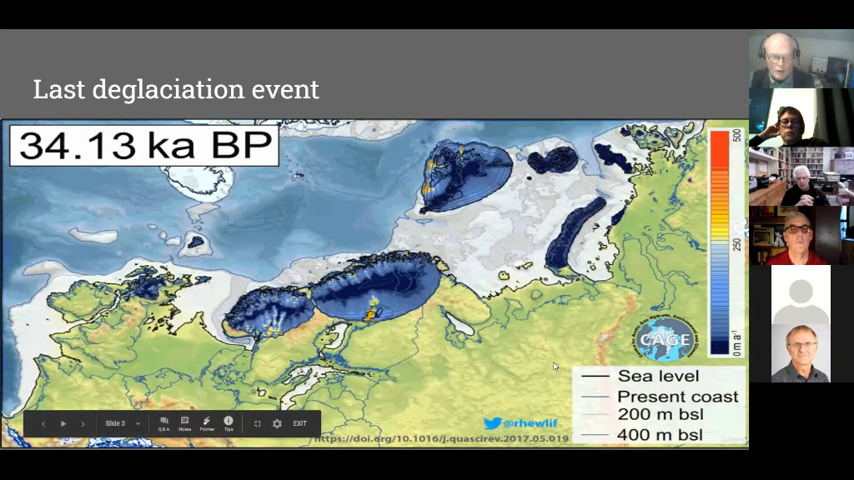 Last deglaciation event
34.13 ka BP
500
250
0 m a⁻¹
CAGE
Sea level
Present coast
200 m bsl
400 m bsl
@rhewlif
https://doi.org/10.1016/j.quascirev.2017.05.019
Slide 3
Q & A
Notes
Pointer
Tips
EXIT